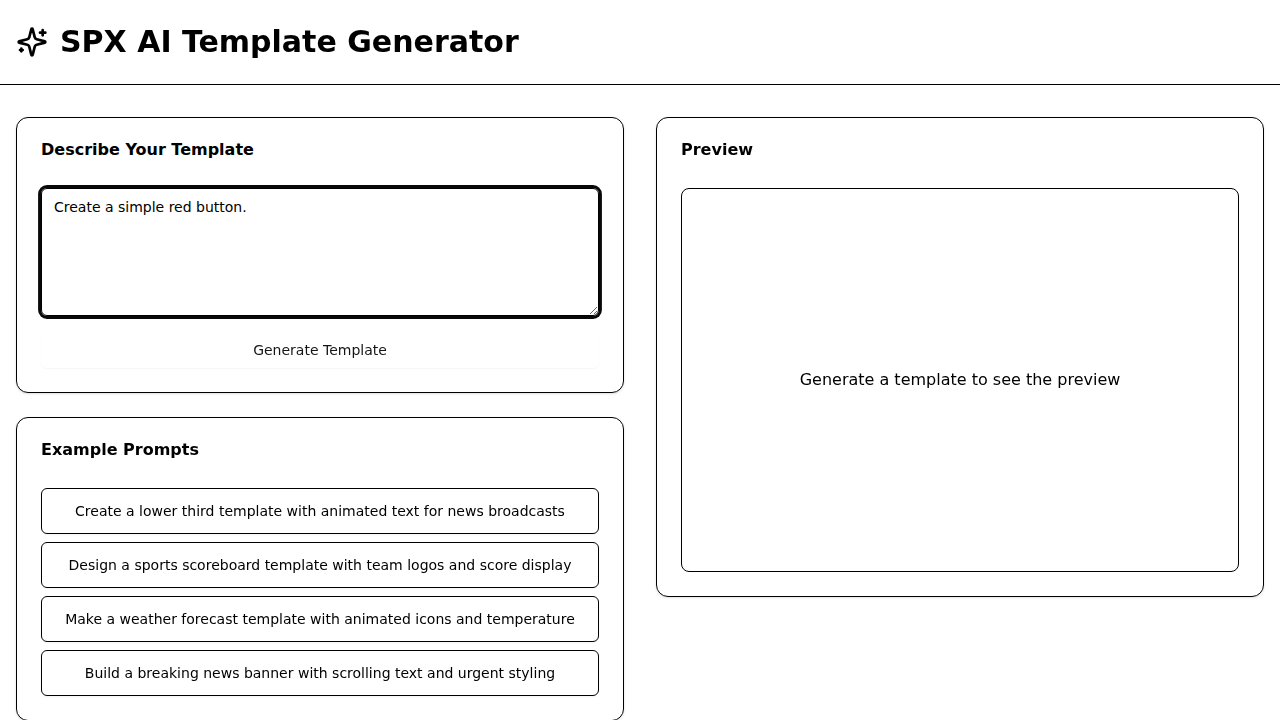 SPX AI Template Generator
Describe Your Template
Create a simple red button.
Generate Template
Example Prompts
Create a lower third template with animated text for news broadcasts
Design a sports scoreboard template with team logos and score display
Make a weather forecast template with animated icons and temperature
Build a breaking news banner with scrolling text and urgent styling
Preview
Generate a template to see the preview